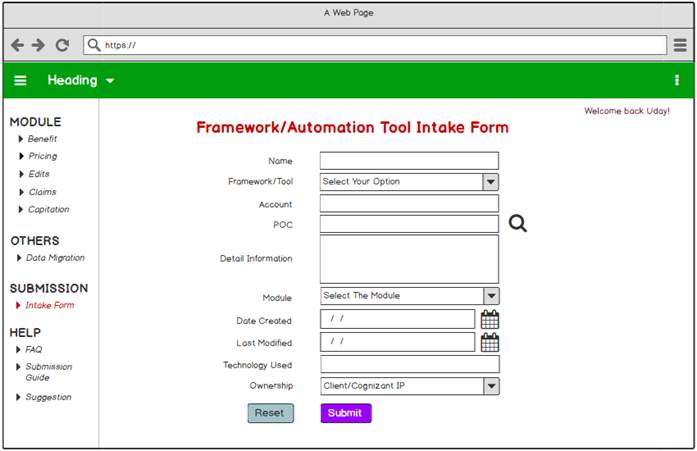 A Web Page
https://
Heading
Welcome back Uday!
MODULE
Benefit
Pricing
Edits
Claims
Capitation
OTHERS
Data Migration
SUBMISSION
Intake Form
HELP
FAQ
Submission
Guide
Suggestion
Framework/Automation Tool Intake Form
Name
Framework/Tool Select Your Option
Account
POC
Detail Information
Module Select The Module
Date Created / /
Last Modified / /
Technology Used
Ownership Client/Cognizant IP
Reset Submit